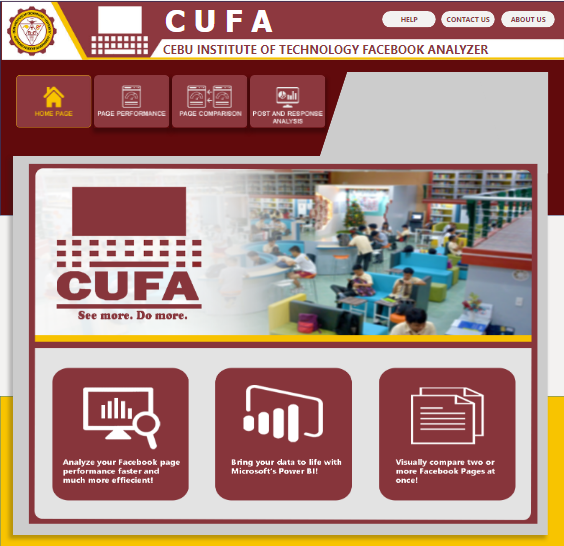 CUFA
HELP
CONTACT US
ABOUT US
CEBU INSTITUTE OF TECHNOLOGY FACEBOOK ANALYZER
HOME PAGE
PAGE PERFORMANCE
PAGE COMPARISON
POST AND RESPONSE
ANALYSIS
CUFA
See more. Do more.
Analyze your Facebook page
performance faster and
much more effiecient!
Bring your data to life with
Microsoft's Power BI!
Visually compare two or
more Facebook Pages at
once!